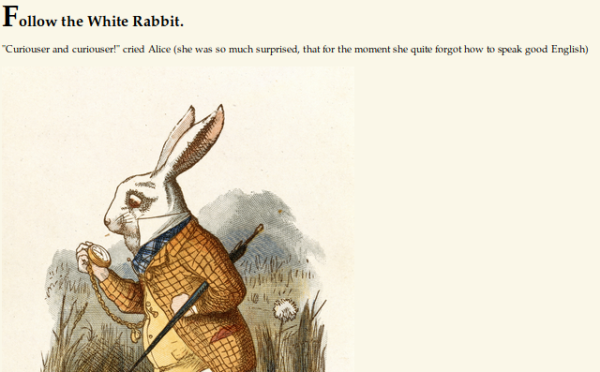 Follow the White Rabbit.
"Curiouser and curiouser!" cried Alice (she was so much surprised, that for the moment she quite forgot how to speak good English)